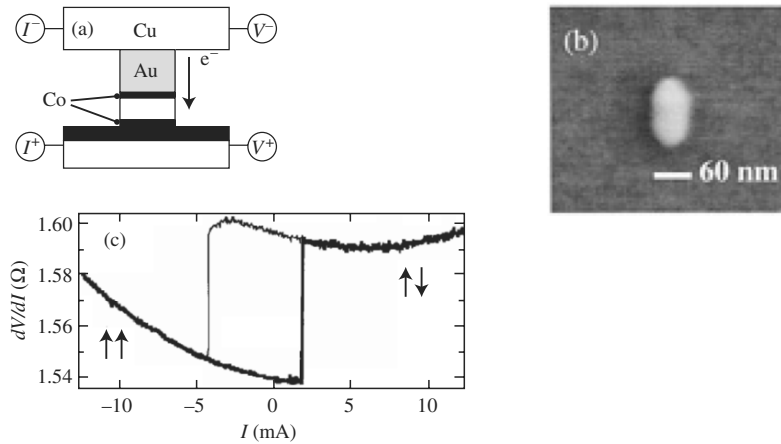 (a)
I⁻
Cu
V⁻
Au
e⁻
Co
I⁺
V⁺
(b)
60 nm
(c)
1.60
1.58
1.56
1.54
dV/dI (Ω)
↑↑
↑↓
–10
–5
0
5
10
I (mA)